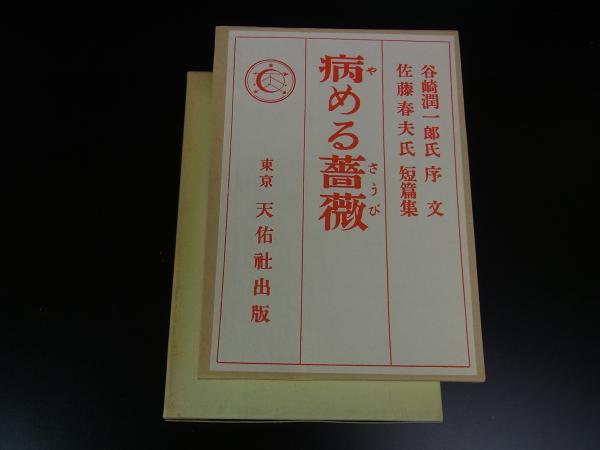 谷崎潤一郎氏 序文
佐藤春夫氏 短篇集
病める薔薇
や さうび
東京 天佑社出版